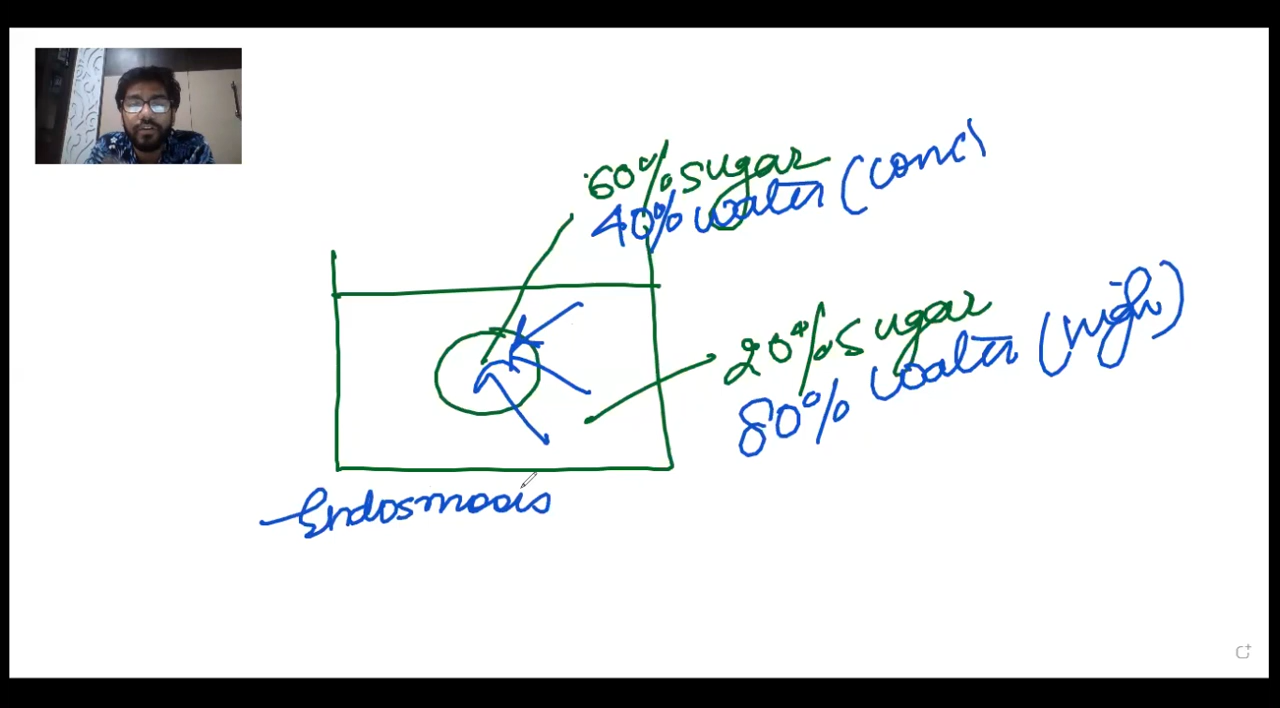 60% sugar
40% water (conc)
20% sugar
80% water (high)
Endosmosis